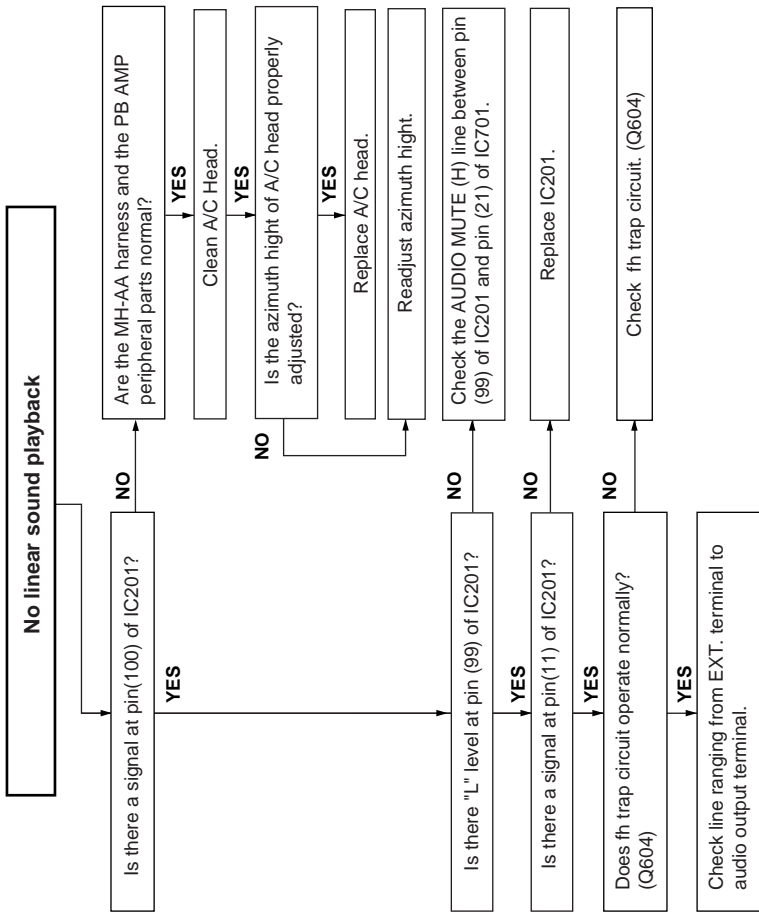 No linear sound playback
Is there a signal at pin(100) of IC201?
NO
Are the MH-AA harness and the PB AMP
peripheral parts normal?
YES
Clean A/C Head.
YES
Is the azimuth hight of A/C head properly
adjusted?
YES
NO
Replace A/C head.
Readjust azimuth hight.
YES
Is there "L" level at pin (99) of IC201?
NO
Check the AUDIO MUTE (H) line between pin
(99) of IC201 and pin (21) of IC701.
YES
Is there a signal at pin(11) of IC201?
NO
Replace IC201.
YES
Does fh trap circuit operate normally?
(Q604)
NO
Check fh trap circuit. (Q604)
YES
Check line ranging from EXT. terminal to
audio output terminal.